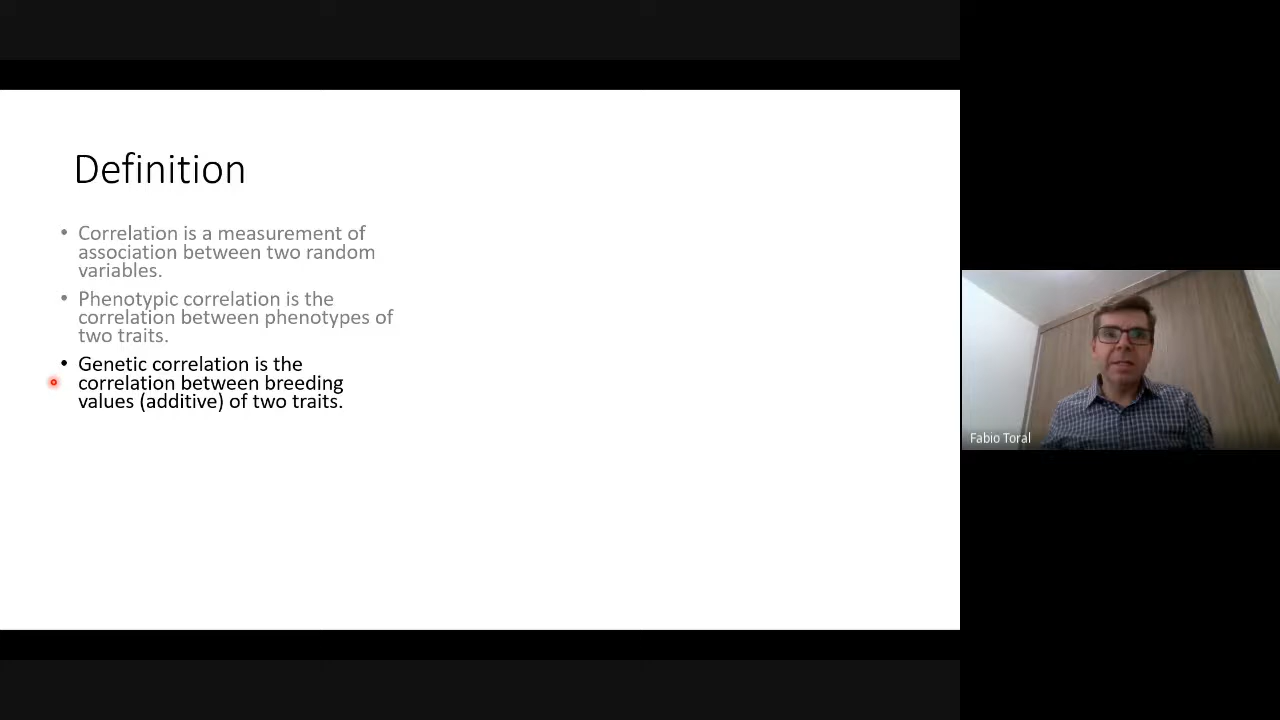 Definition
• Correlation is a measurement of
association between two random
variables.
• Phenotypic correlation is the
correlation between phenotypes of
two traits.
• Genetic correlation is the
correlation between breeding
values (additive) of two traits.
Fabio Toral